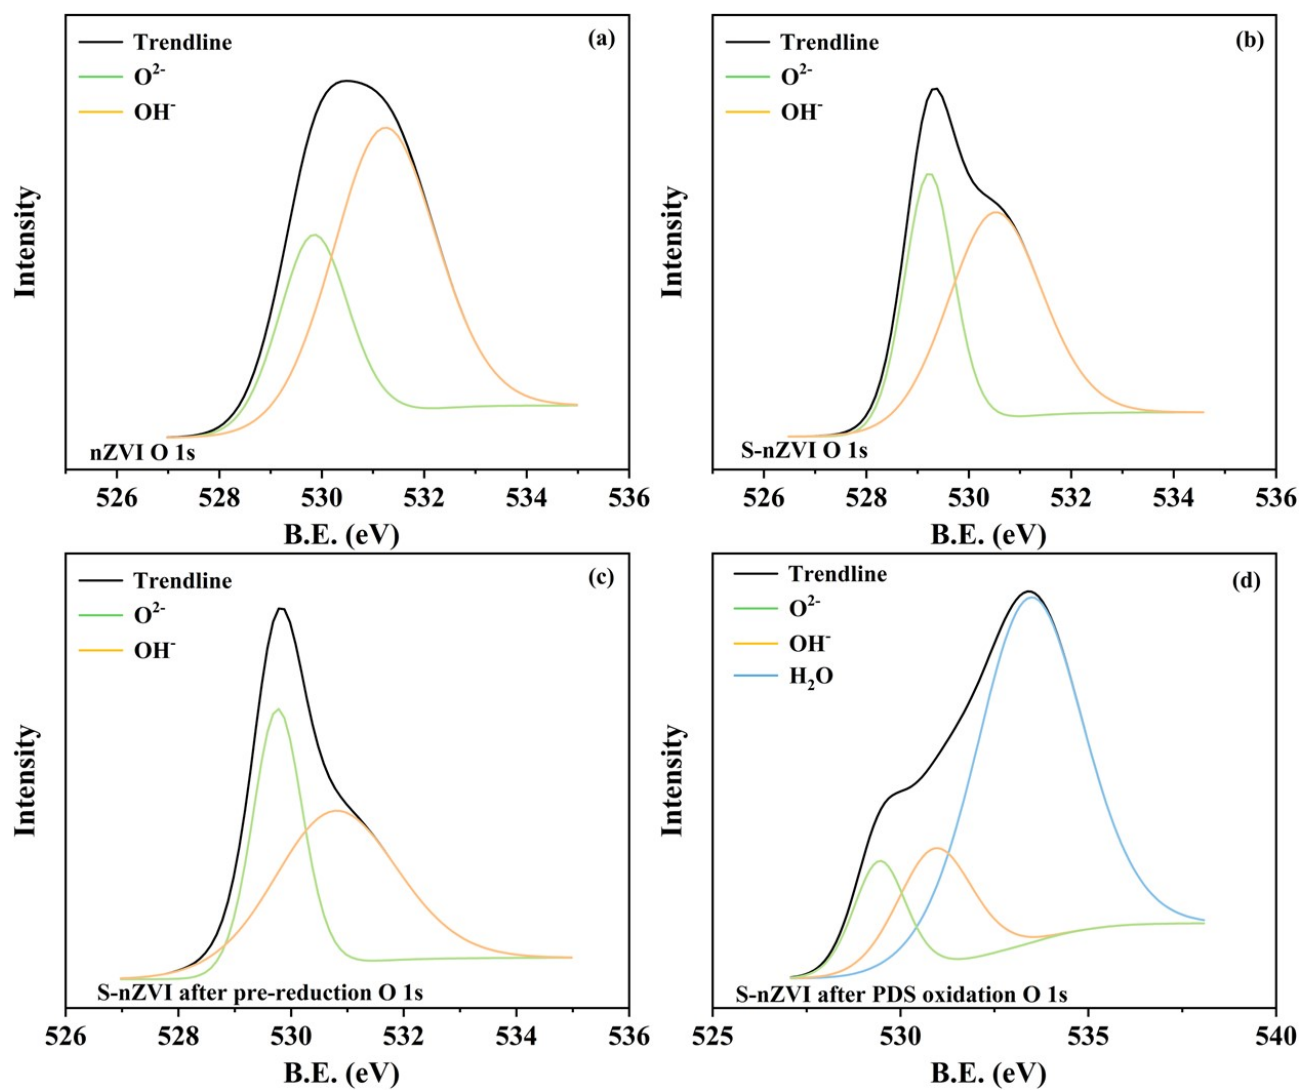 (a)
Trendline
O²⁻
OH⁻
Intensity
nZVI O 1s
526 528 530 532 534 536
B.E. (eV)
(b)
Trendline
O²⁻
OH⁻
Intensity
S-nZVI O 1s
526 528 530 532 534 536
B.E. (eV)
(c)
Trendline
O²⁻
OH⁻
Intensity
S-nZVI after pre-reduction O 1s
526 528 530 532 534 536
B.E. (eV)
(d)
Trendline
O²⁻
OH⁻
H₂O
Intensity
S-nZVI after PDS oxidation O 1s
525 530 535 540
B.E. (eV)